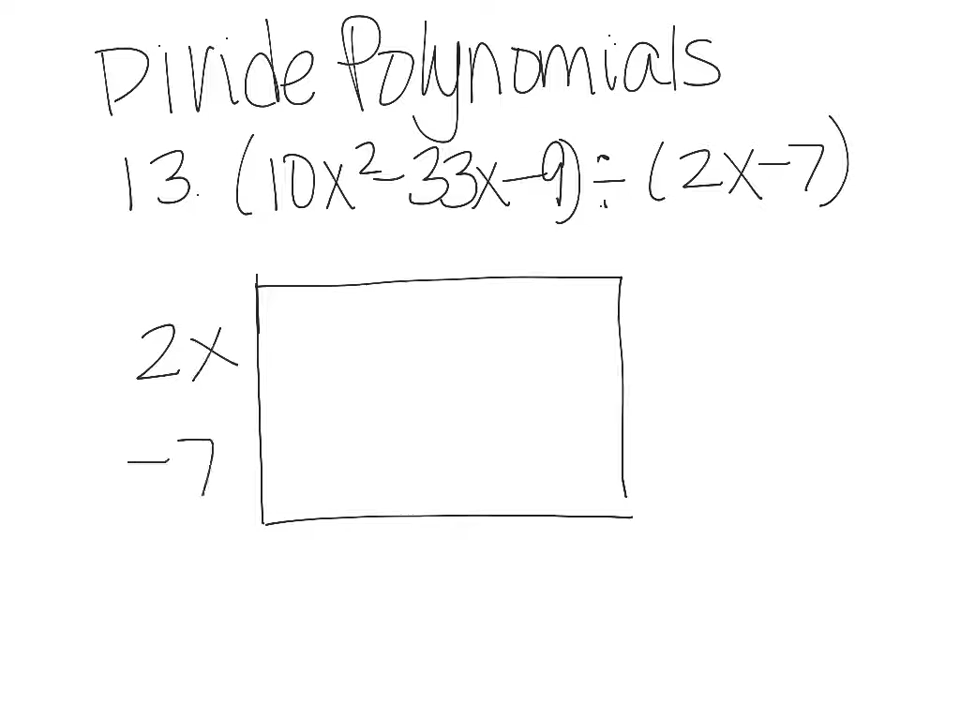 Divide Polynomials
13. (10x²-33x-9)÷(2x-7)
2x
-7